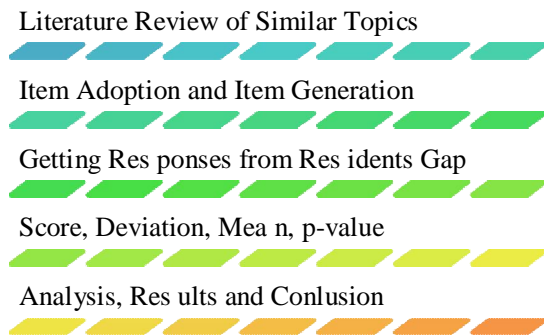 Literature Review of Similar Topics
Item Adoption and Item Generation
Getting Res ponses from Res idents Gap
Score, Deviation, Mea n, p-value
Analysis, Res ults and Conlusion